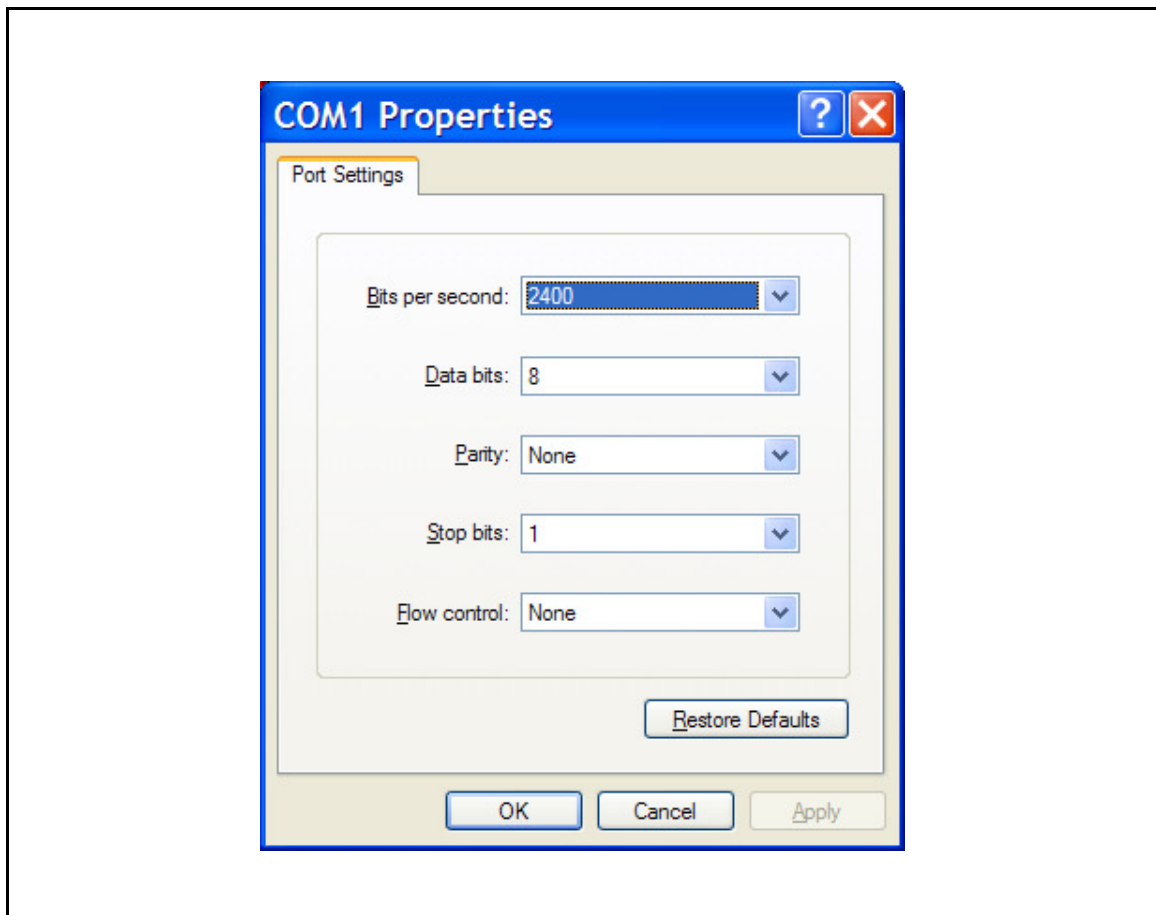 COM1 Properties
Port Settings
Bits per second: 2400
Data bits: 8
Parity: None
Stop bits: 1
Flow control: None
Restore Defaults
OK Cancel Apply